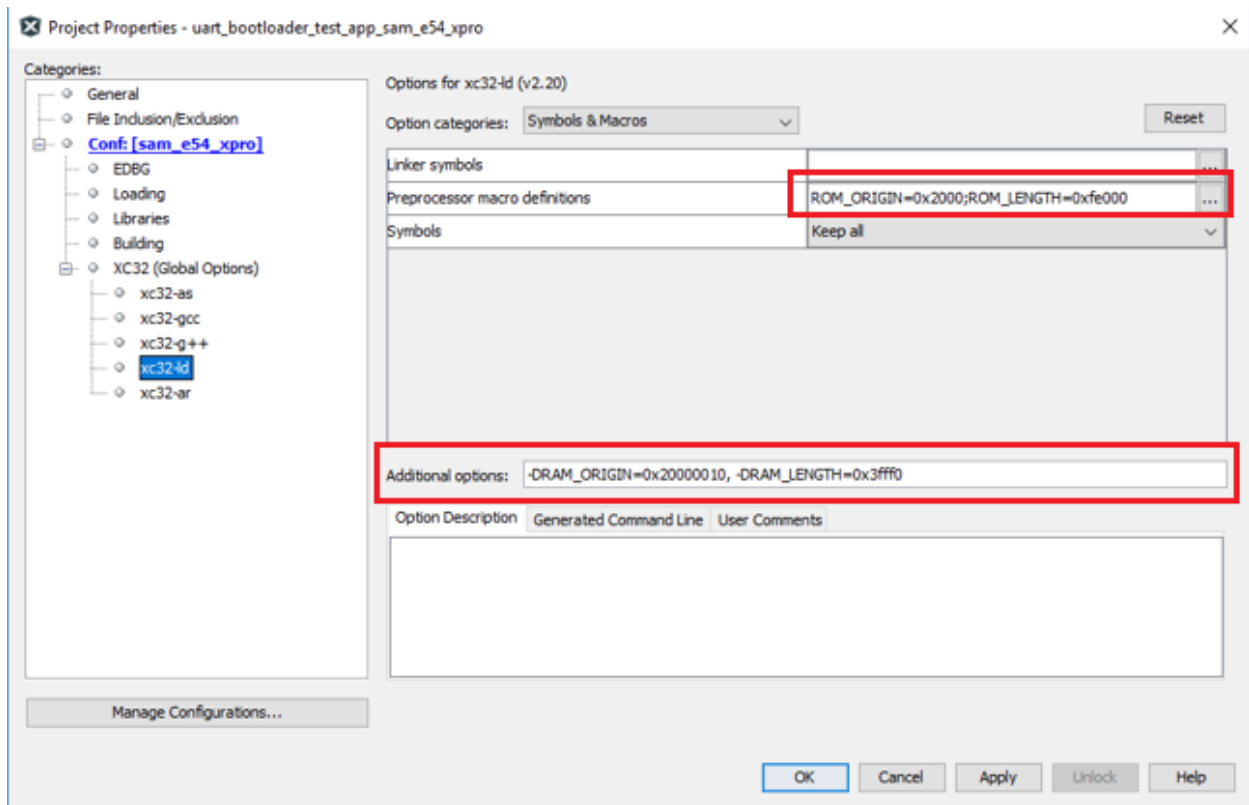 Project Properties - uart_bootloader_test_app_sam_e54_xpro
Categories:
General
File Inclusion/Exclusion
Conf: [sam_e54_xpro]
EDBG
Loading
Libraries
Building
XC32 (Global Options)
xc32-as
xc32-gcc
xc32-g++
xc32-ld
xc32-ar
Manage Configurations...
Options for xc32-ld (v2.20)
Option categories: Symbols & Macros
Reset
Linker symbols ...
Preprocessor macro definitions ROM_ORIGIN=0x2000;ROM_LENGTH=0xfe000 ...
Symbols Keep all
Additional options: -DRAM_ORIGIN=0x20000010, -DRAM_LENGTH=0x3fff0
Option Description Generated Command Line User Comments
OK Cancel Apply Unlock Help